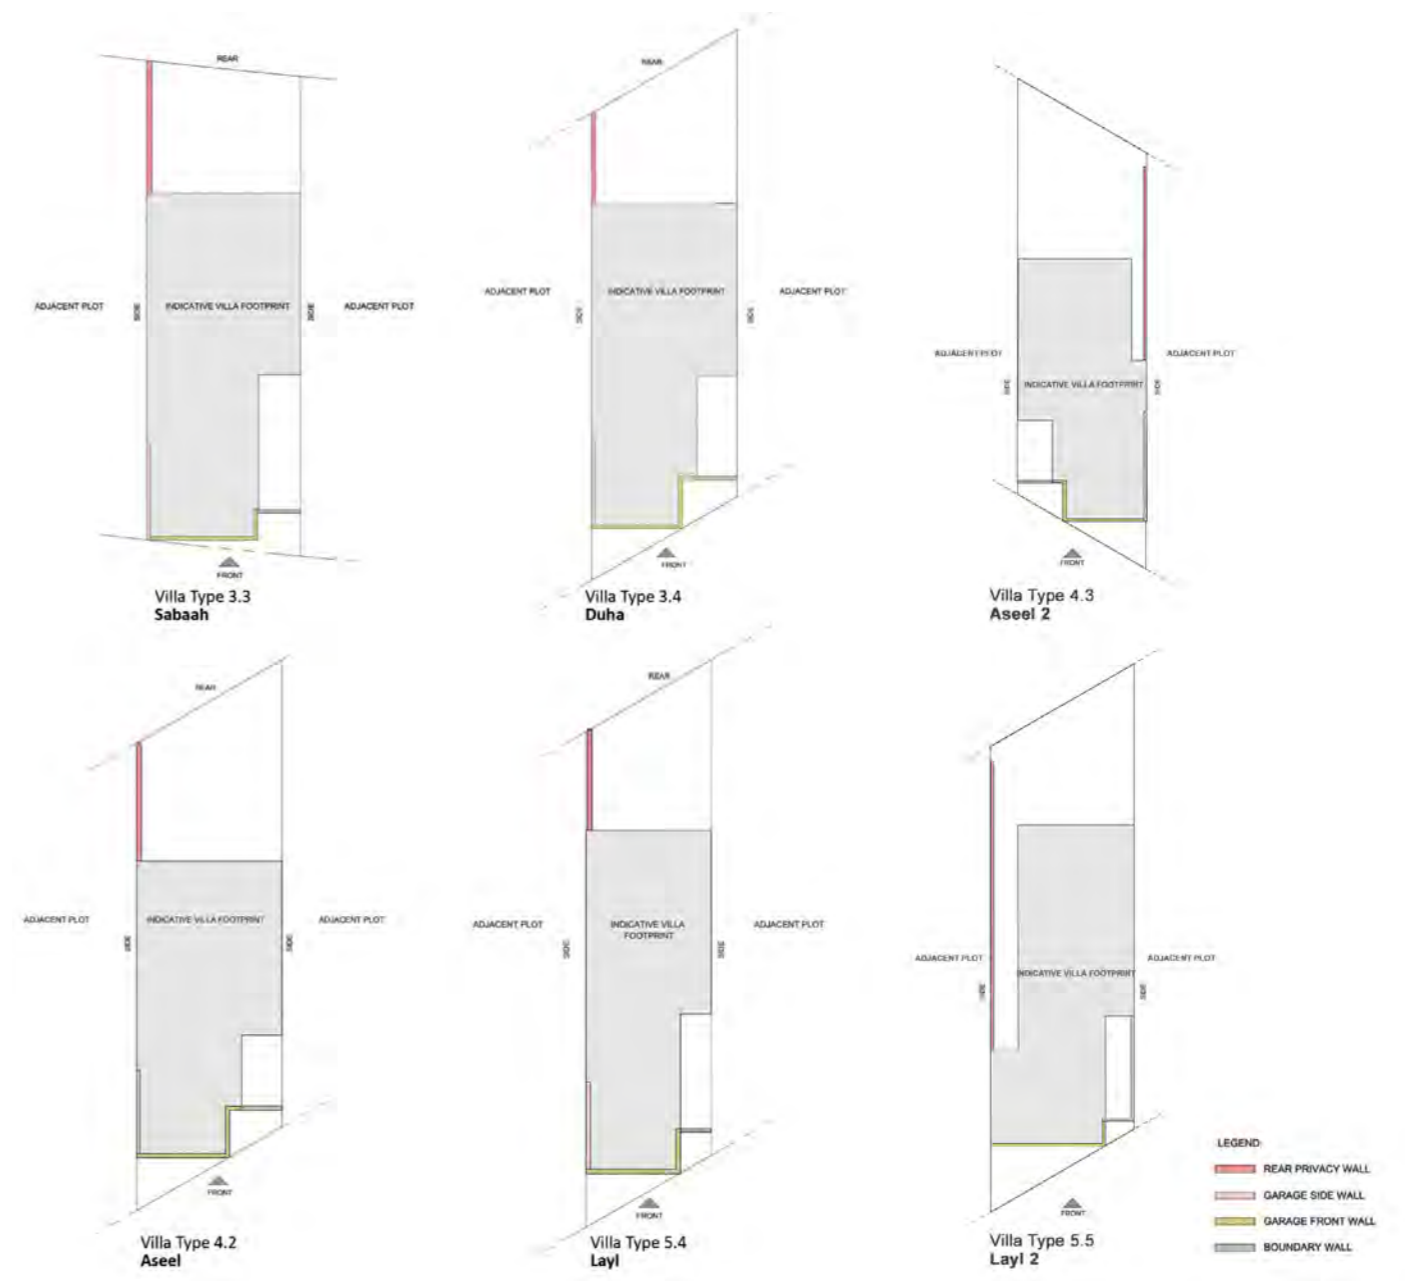 REAR
ADJACENT PLOT
SIDE
INDICATIVE VILLA FOOTPRINT
SIDE
ADJACENT PLOT
FRONT
Villa Type 3.3
Sabaah
REAR
ADJACENT PLOT
SIDE
INDICATIVE VILLA FOOTPRINT
SIDE
ADJACENT PLOT
FRONT
Villa Type 3.4
Duha
ADJACENT PLOT
SIDE
INDICATIVE VILLA FOOTPRINT
SIDE
ADJACENT PLOT
FRONT
Villa Type 4.3
Aseel 2
REAR
ADJACENT PLOT
SIDE
INDICATIVE VILLA FOOTPRINT
SIDE
ADJACENT PLOT
FRONT
Villa Type 4.2
Aseel
REAR
ADJACENT PLOT
SIDE
INDICATIVE VILLA
FOOTPRINT
SIDE
ADJACENT PLOT
FRONT
Villa Type 5.4
Layl
ADJACENT PLOT
SIDE
INDICATIVE VILLA FOOTPRINT
SIDE
ADJACENT PLOT
FRONT
Villa Type 5.5
Layl 2
LEGEND:
REAR PRIVACY WALL
GARAGE SIDE WALL
GARAGE FRONT WALL
BOUNDARY WALL